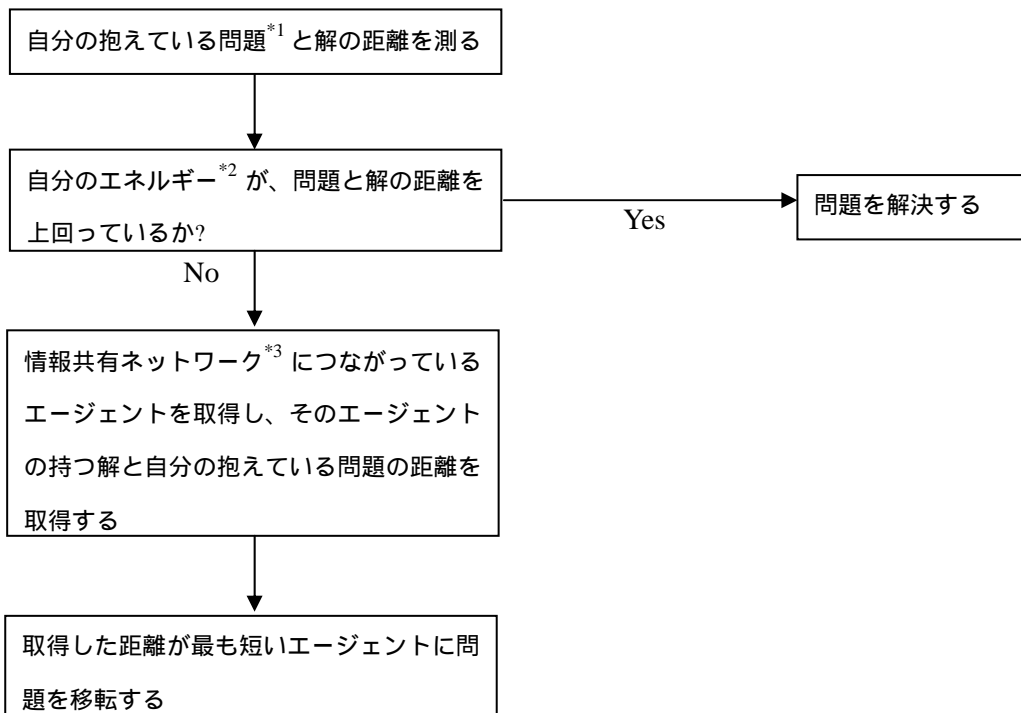 自分の抱えている問題*1 と解の距離を測る
自分のエネルギー*2 が、問題と解の距離を
上回っているか?
Yes
問題を解決する
No
情報共有ネットワーク*3 につながっている
エージェントを取得し、そのエージェント
の持つ解と自分の抱えている問題の距離を
取得する
取得した距離が最も短いエージェントに問
題を移転する